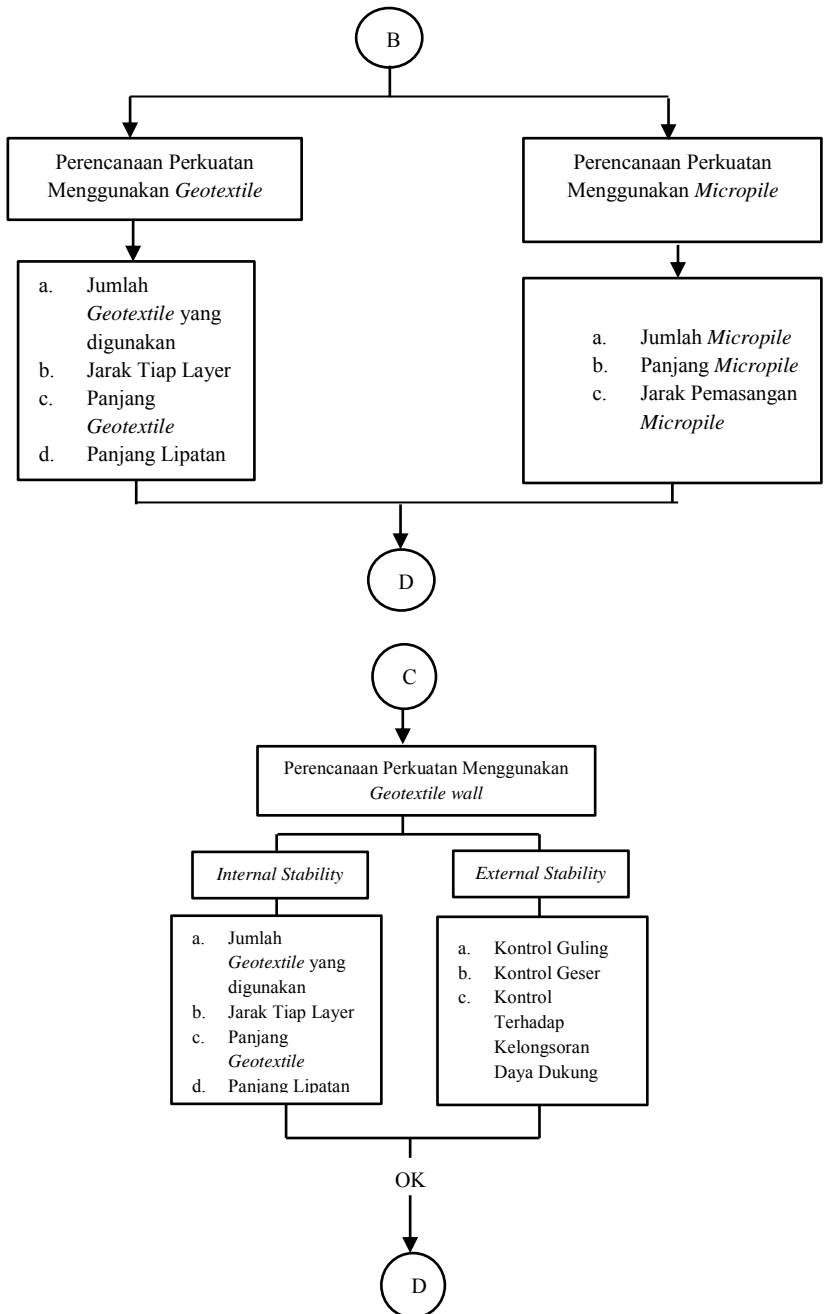 B
Perencanaan Perkuatan
Menggunakan Geotextile
Perencanaan Perkuatan
Menggunakan Micropile
a. Jumlah
Geotextile yang
digunakan
b. Jarak Tiap Layer
c. Panjang
Geotextile
d. Panjang Lipatan
a. Jumlah Micropile
b. Panjang Micropile
c. Jarak Pemasangan
Micropile
D
C
Perencanaan Perkuatan Menggunakan
Geotextile wall
Internal Stability
External Stability
a. Jumlah
Geotextile yang
digunakan
b. Jarak Tiap Layer
c. Panjang
Geotextile
d. Panjang Lipatan
a. Kontrol Guling
b. Kontrol Geser
c. Kontrol
Terhadap
Kelongsoran
Daya Dukung
OK
D